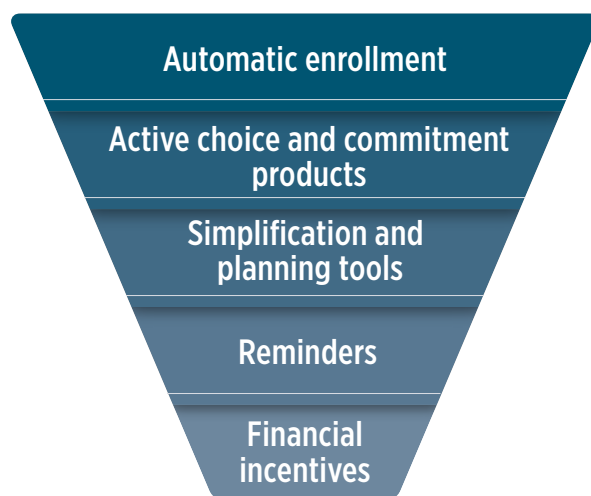 Automatic enrollment
Active choice and commitment
products
Simplification and
planning tools
Reminders
Financial
incentives